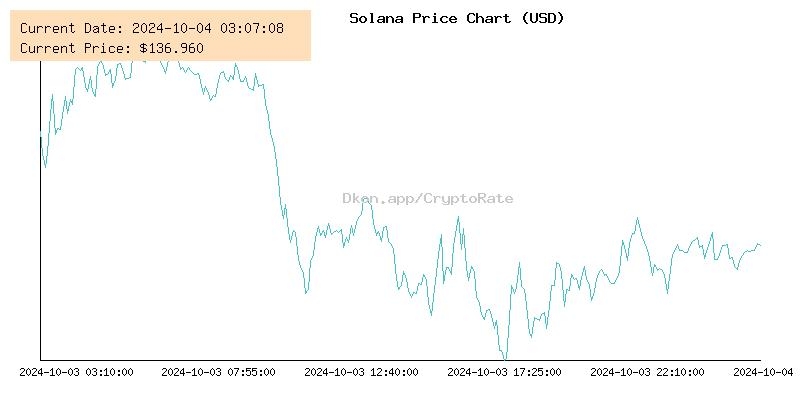 Solana Price Chart (USD)
Current Date: 2024-10-04 03:07:08
Current Price: $136.960
Dken.app/CryptoRate
2024-10-03 03:10:00 2024-10-03 07:55:00 2024-10-03 12:40:00 2024-10-03 17:25:00 2024-10-03 22:10:00 2024-10-04